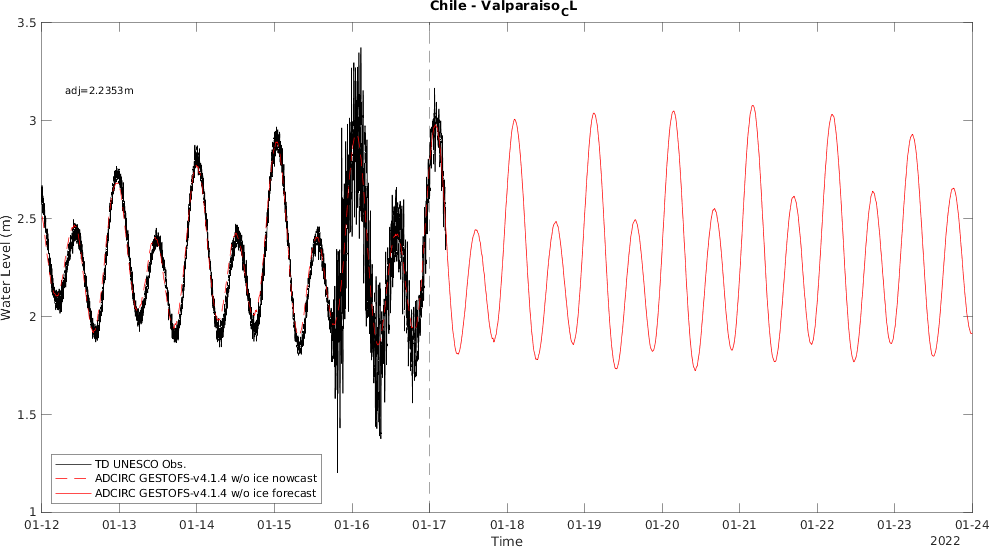 Chile - Valparaiso_CL
adj=2.2353m
Water Level (m)
3.5
3
2.5
2
1.5
1
TD UNESCO Obs.
ADCIRC GESTOFS-v4.1.4 w/o ice nowcast
ADCIRC GESTOFS-v4.1.4 w/o ice forecast
01-12 01-13 01-14 01-15 01-16 01-17 01-18 01-19 01-20 01-21 01-22 01-23 01-24
Time
2022